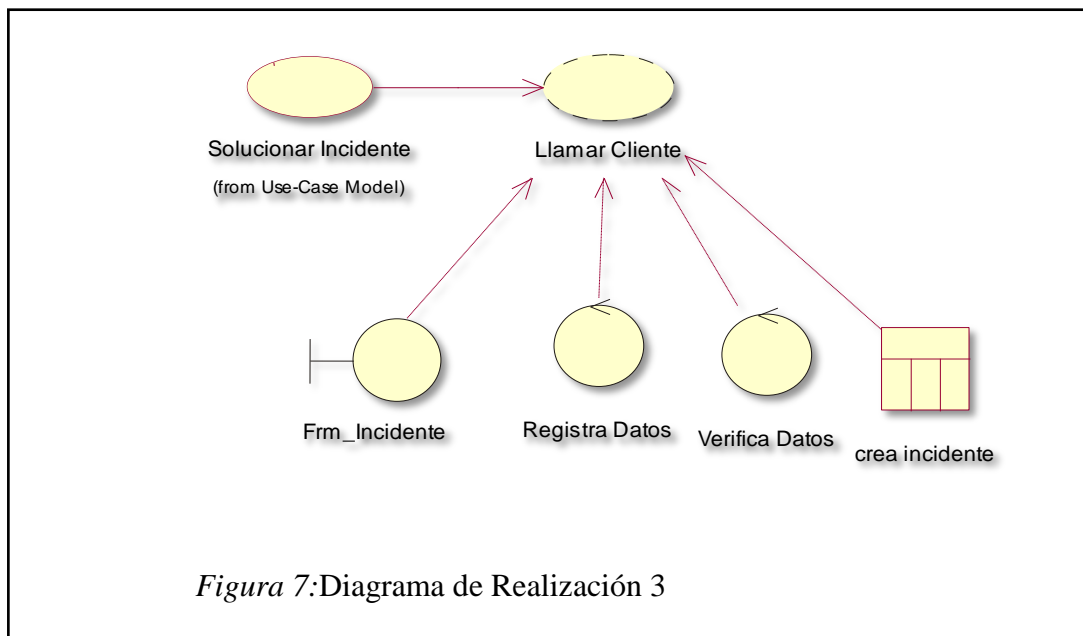 Solucionar Incidente
(from Use-Case Model)
Llamar Cliente
Frm_Incidente
Registra Datos
Verifica Datos
crea incidente
Figura 7:Diagrama de Realización 3